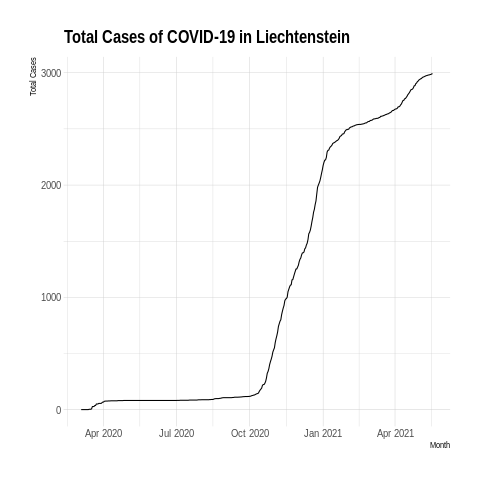 Total Cases of COVID-19 in Liechtenstein
Total Cases
3000
2000
1000
0
Apr 2020 Jul 2020 Oct 2020 Jan 2021 Apr 2021
Month